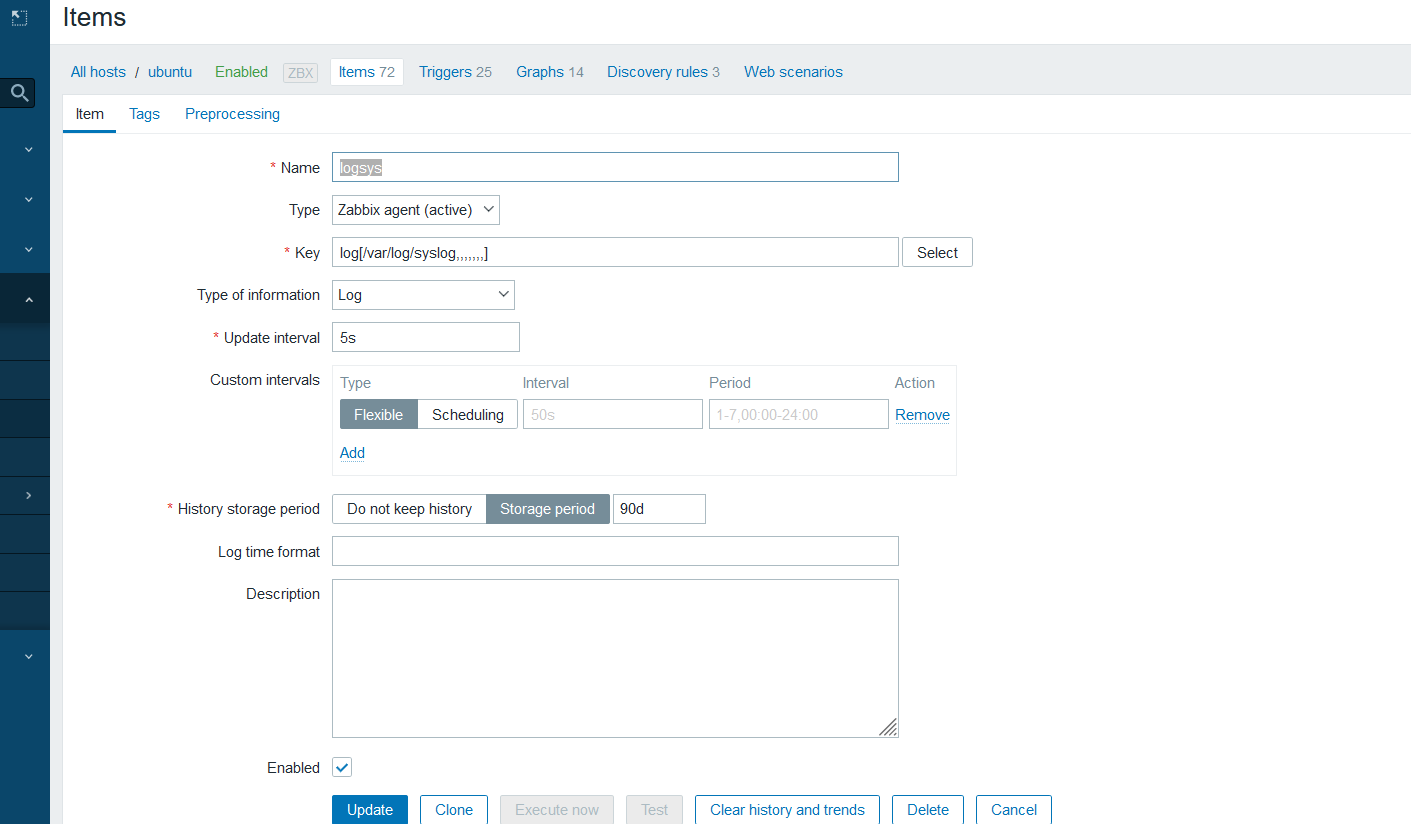 Items
All hosts / ubuntu Enabled ZBX Items 72 Triggers 25 Graphs 14 Discovery rules 3 Web scenarios
Item Tags Preprocessing
* Name logsys
Type Zabbix agent (active)
* Key log[/var/log/syslog,,,,,,,] Select
Type of information Log
* Update interval 5s
Custom intervals Type Interval Period Action
Flexible Scheduling 50s 1-7,00:00-24:00 Remove
Add
* History storage period Do not keep history Storage period 90d
Log time format
Description
Enabled
Update Clone Execute now Test Clear history and trends Delete Cancel